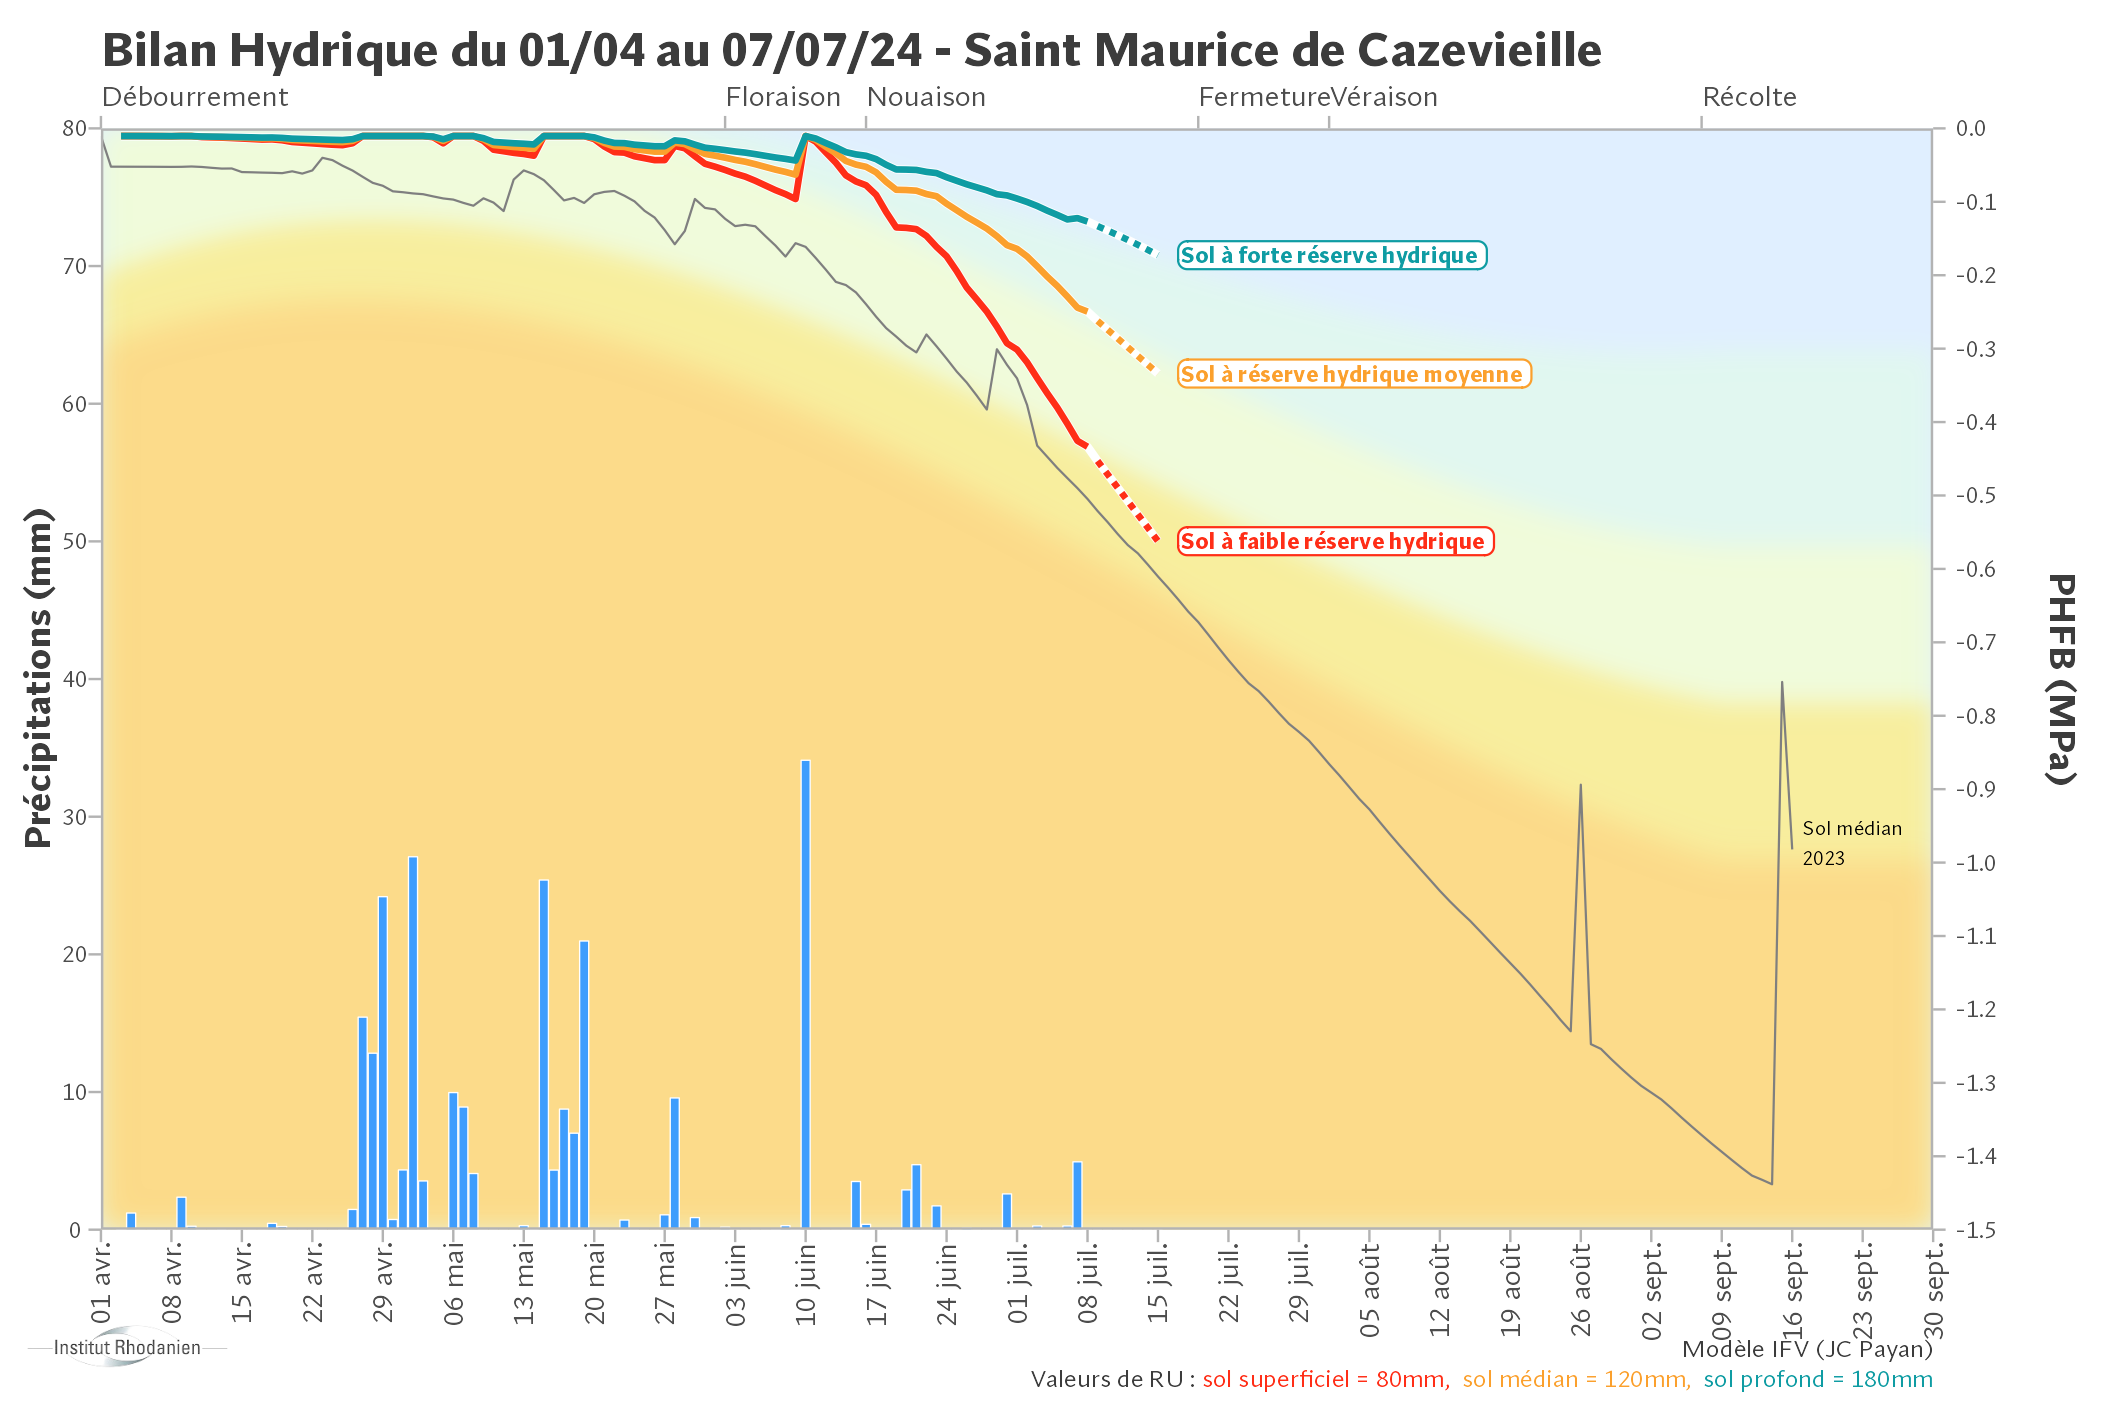 Bilan Hydrique du 01/04 au 07/07/24 - Saint Maurice de Cazevieille
Débourrement
Floraison
Nouaison
Fermeture
Véraison
Récolte
Précipitations (mm)
80
70
60
50
40
30
20
10
0
PHFB (MPa)
0.0
-0.1
-0.2
-0.3
-0.4
-0.5
-0.6
-0.7
-0.8
-0.9
-1.0
-1.1
-1.2
-1.3
-1.4
-1.5
Sol à forte réserve hydrique
Sol à réserve hydrique moyenne
Sol à faible réserve hydrique
Sol médian
2023
01 avr.
08 avr.
15 avr.
22 avr.
29 avr.
06 mai
13 mai
20 mai
27 mai
03 juin
10 juin
17 juin
24 juin
01 juil.
08 juil.
15 juil.
22 juil.
29 juil.
05 août
12 août
19 août
26 août
02 sept.
09 sept.
16 sept.
23 sept.
30 sept.
Institut Rhodanien
Modèle IFV (JC Payan)
Valeurs de RU : sol superficiel = 80mm, sol médian = 120mm, sol profond = 180mm